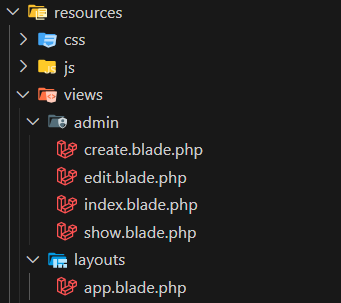 resources
css
js
views
admin
create.blade.php
edit.blade.php
index.blade.php
show.blade.php
layouts
app.blade.php